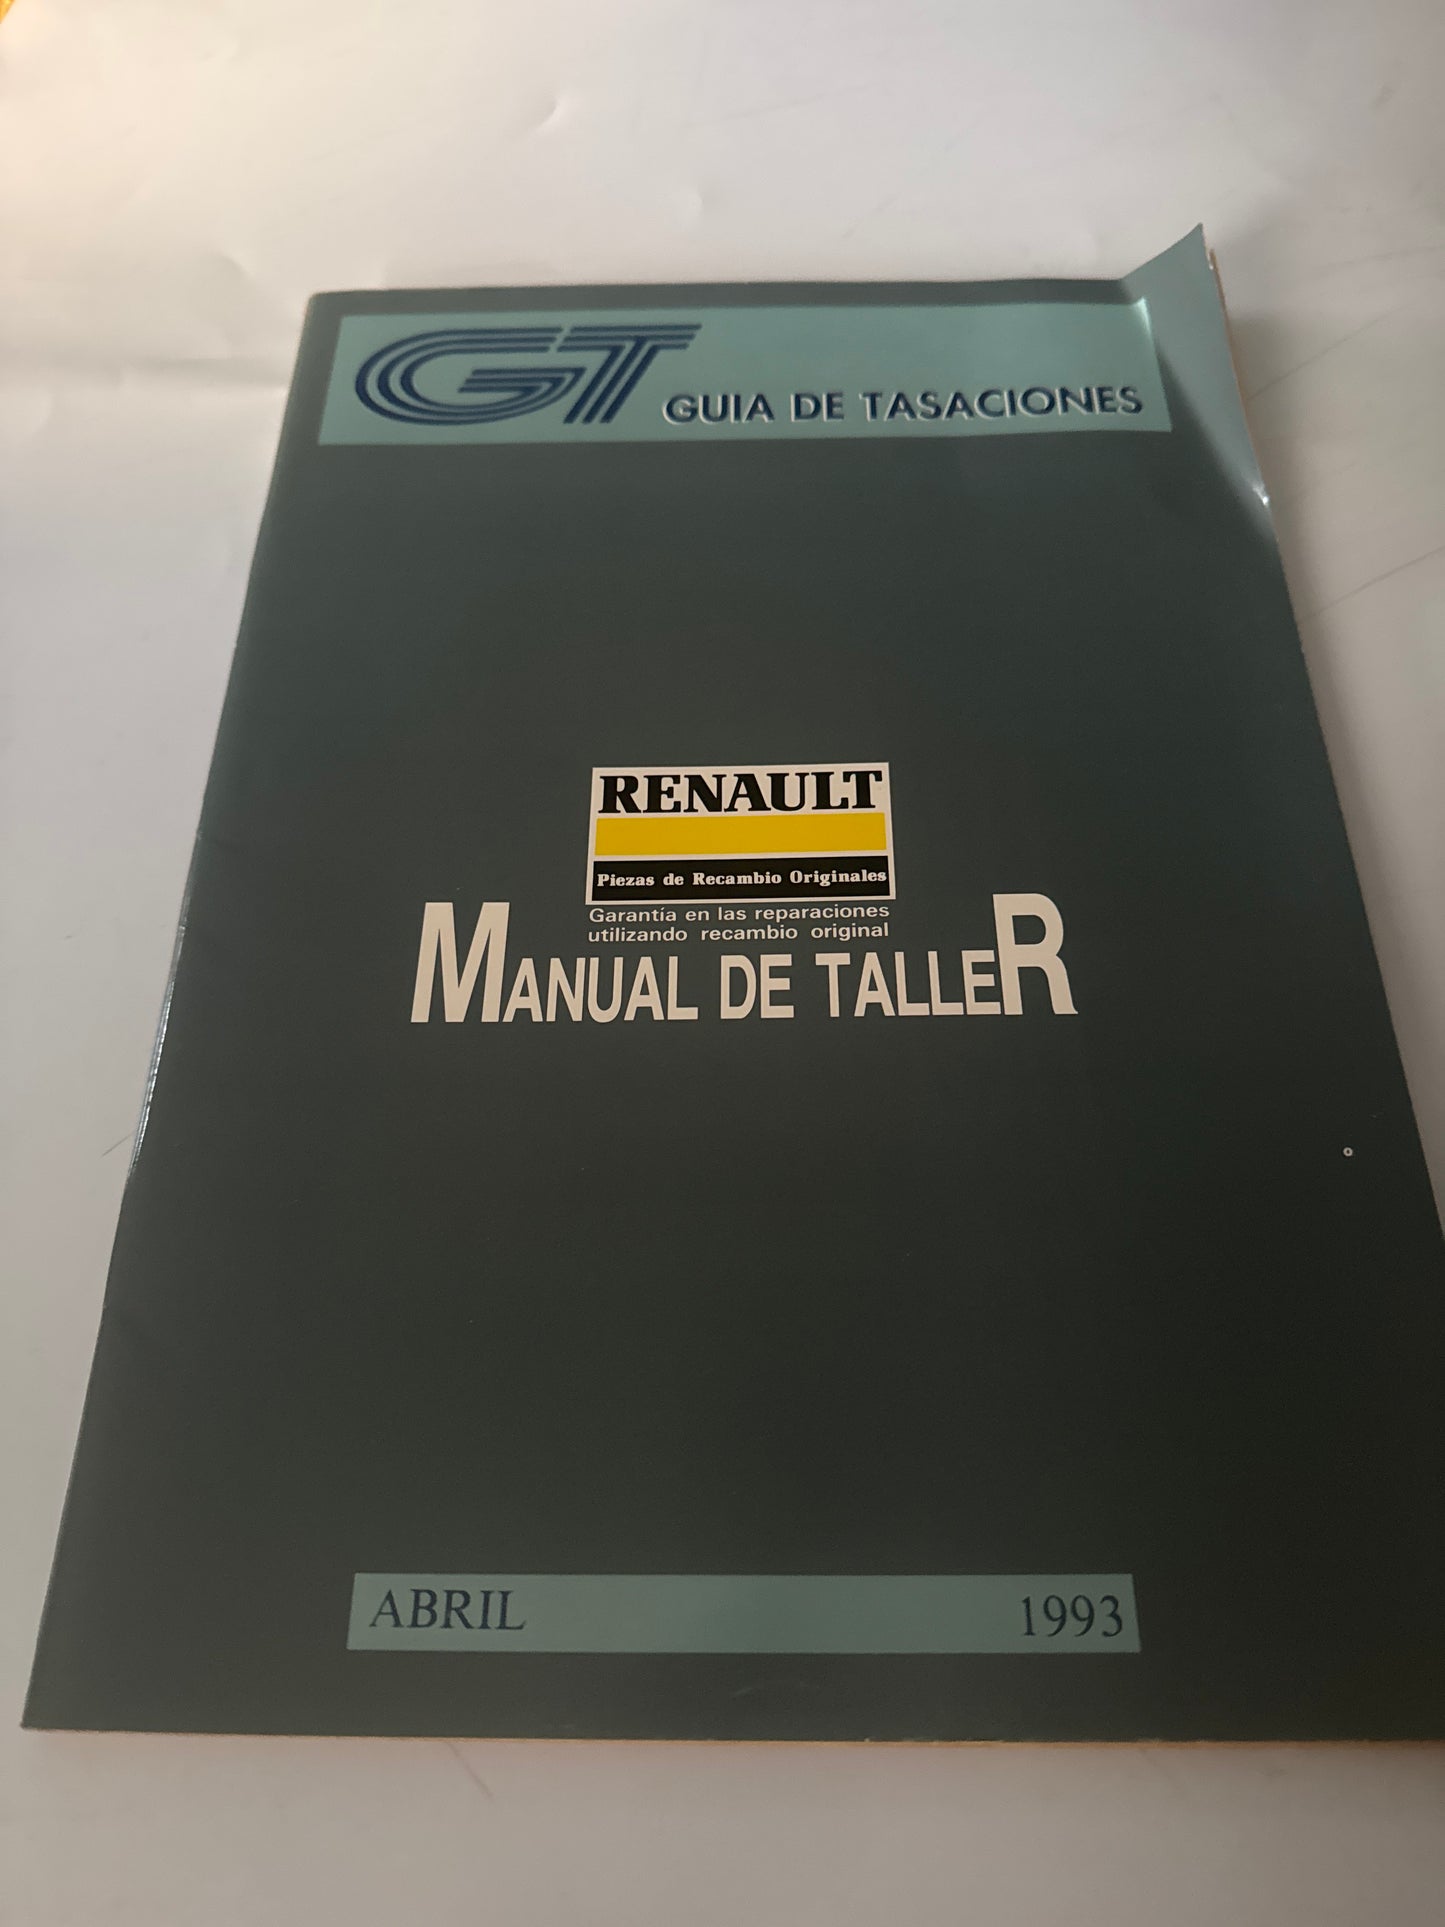 GT GUIA DE TASACIONES
RENAULT
Piezas de Recambio Originales
Garantía en las reparaciones
utilizando recambio original
MANUAL DE TALLER
ABRIL 1993